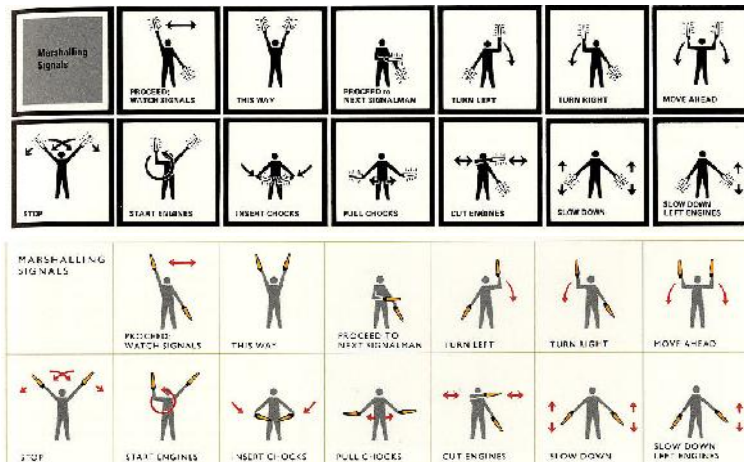 Marshalling
Signals
PROCEED:
WATCH SIGNALS
THIS WAY
PROCEED to
NEXT SIGNALMAN
TURN LEFT
TURN RIGHT
MOVE AHEAD
STOP
START ENGINES
INSERT CHOCKS
PULL CHOCKS
CUT ENGINES
SLOW DOWN
SLOW DOWN
LEFT ENGINES
MARSHALLING
SIGNALS
PROCEED:
WATCH SIGNALS
THIS WAY
PROCEED TO
NEXT SIGNALMAN
TURN LEFT
TURN RIGHT
MOVE AHEAD
STOP
START ENGINES
INSERT CHOCKS
PULL CHOCKS
CUT ENGINES
SLOW DOWN
SLOW DOWN
LEFT ENGINES